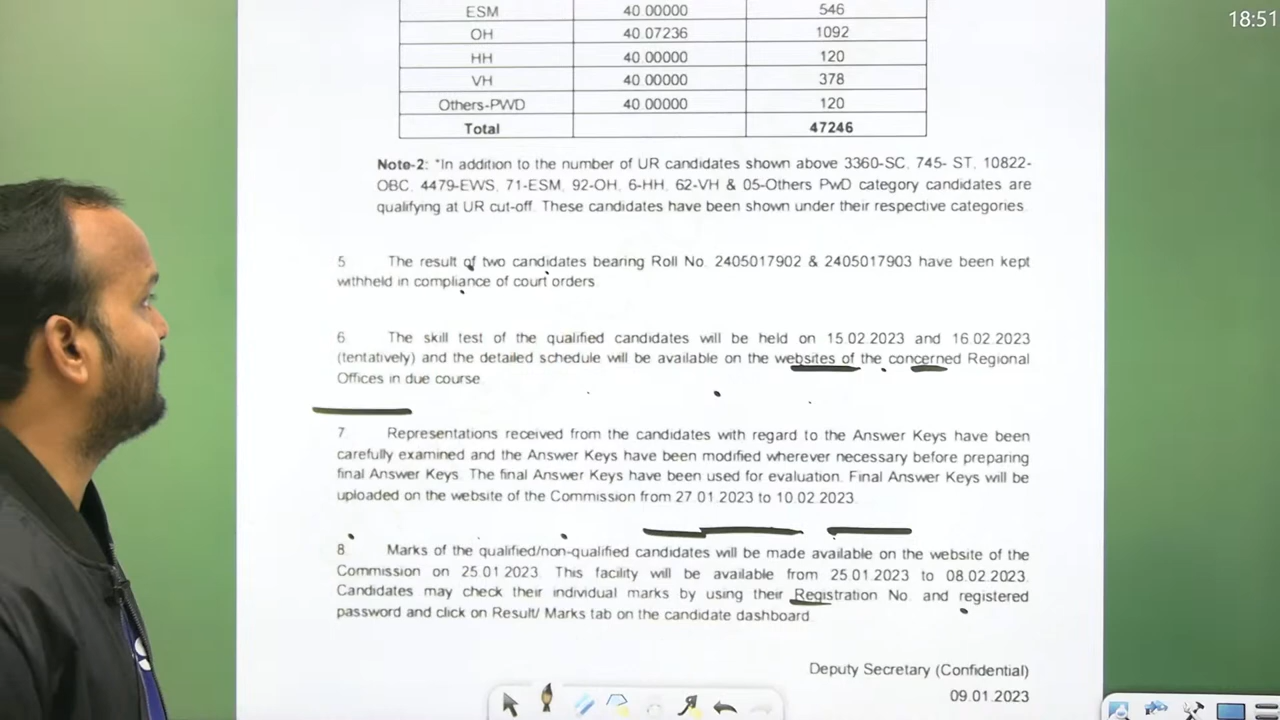 18:51
ESM 40 00000 546
OH 40 07236 1092
HH 40 00000 120
VH 40 00000 378
Others-PWD 40 00000 120
Total 47246
Note-2: *In addition to the number of UR candidates shown above 3360-SC, 745- ST, 10822-
OBC, 4479-EWS, 71-ESM, 92-OH, 6-HH, 62-VH & 05-Others PwD category candidates are
qualifying at UR cut-off. These candidates have been shown under their respective categories.
5 The result of two candidates bearing Roll No. 2405017902 & 2405017903 have been kept
withheld in compliance of court orders
6 The skill test of the qualified candidates will be held on 15.02.2023 and 16.02.2023
(tentatively) and the detailed schedule will be available on the websites of the concerned Regional
Offices in due course.
7 Representations received from the candidates with regard to the Answer Keys have been
carefully examined and the Answer Keys have been modified wherever necessary before preparing
final Answer Keys. The final Answer Keys have been used for evaluation. Final Answer Keys will be
uploaded on the website of the Commission from 27.01.2023 to 10.02.2023.
8. Marks of the qualified/non-qualified candidates will be made available on the website of the
Commission on 25.01.2023. This facility will be available from 25.01.2023 to 08.02.2023.
Candidates may check their individual marks by using their Registration No. and registered
password and click on Result/ Marks tab on the candidate dashboard.
Deputy Secretary (Confidential)
09.01.2023